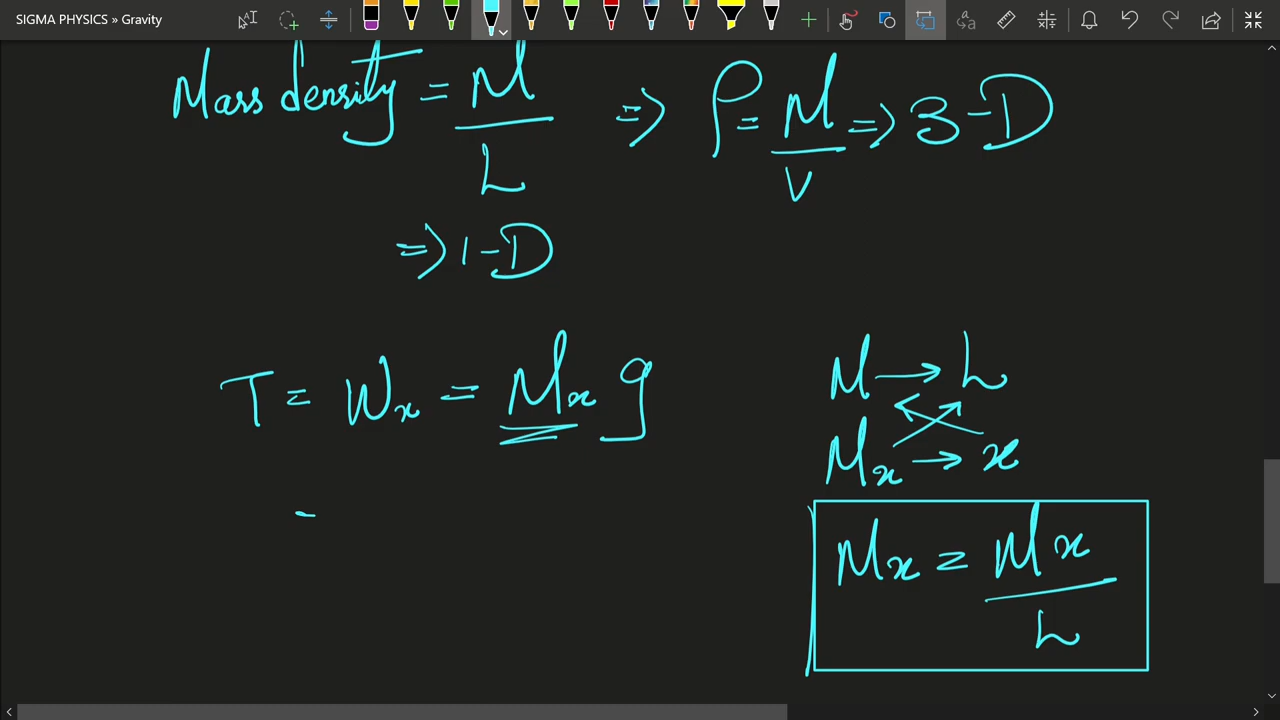 SIGMA PHYSICS » Gravity
Mass density = M/L => ρ = M/V => 3-D
=> 1-D
T = Wₓ = Mₓ g
M → L
Mₓ → x
=
Mₓ = Mx/L